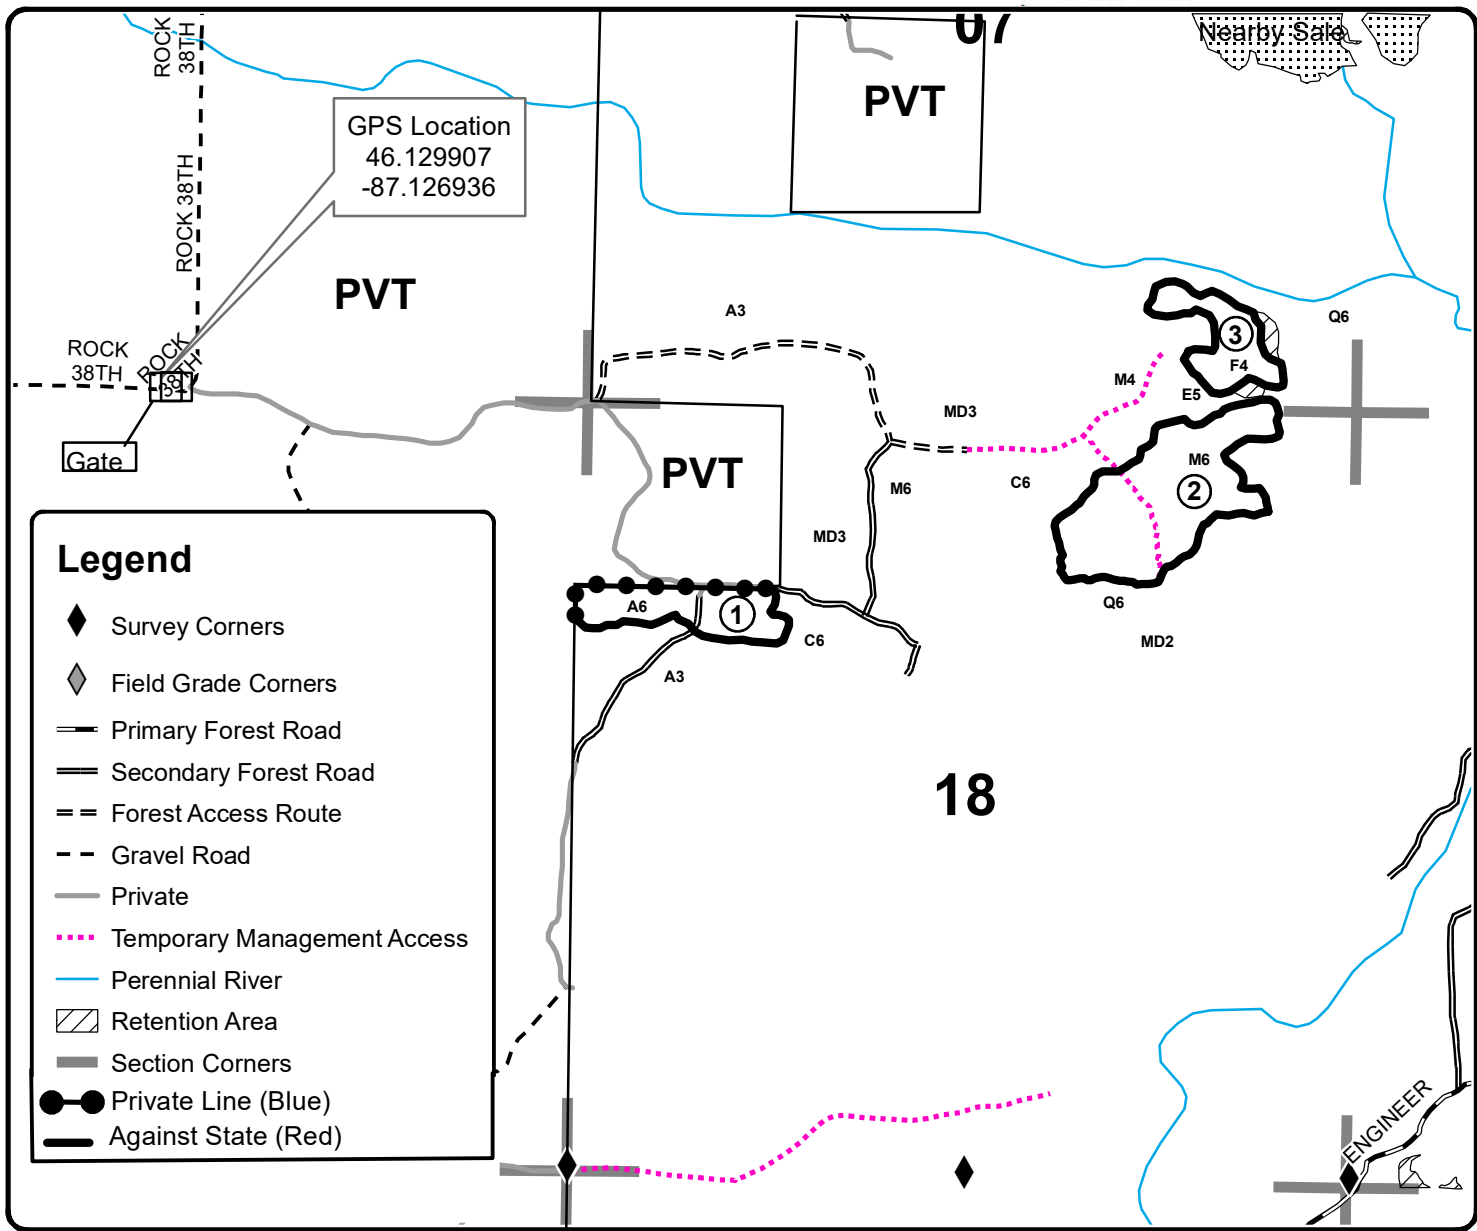 07
Nearby Sale
ROCK
38TH
PVT
GPS Location
46.129907
-87.126936
ROCK 38TH
PVT
A3
Q6
3
F4
ROCK
38TH
ROCK
38TH
M4
E5
MD3
Gate
PVT
M6
M6
C6
2
MD3
Q6
A6
1
C6
MD2
A3
18
Legend
Survey Corners
Field Grade Corners
Primary Forest Road
Secondary Forest Road
Forest Access Route
Gravel Road
Private
Temporary Management Access
Perennial River
Retention Area
Section Corners
Private Line (Blue)
Against State (Red)
ENGINEER